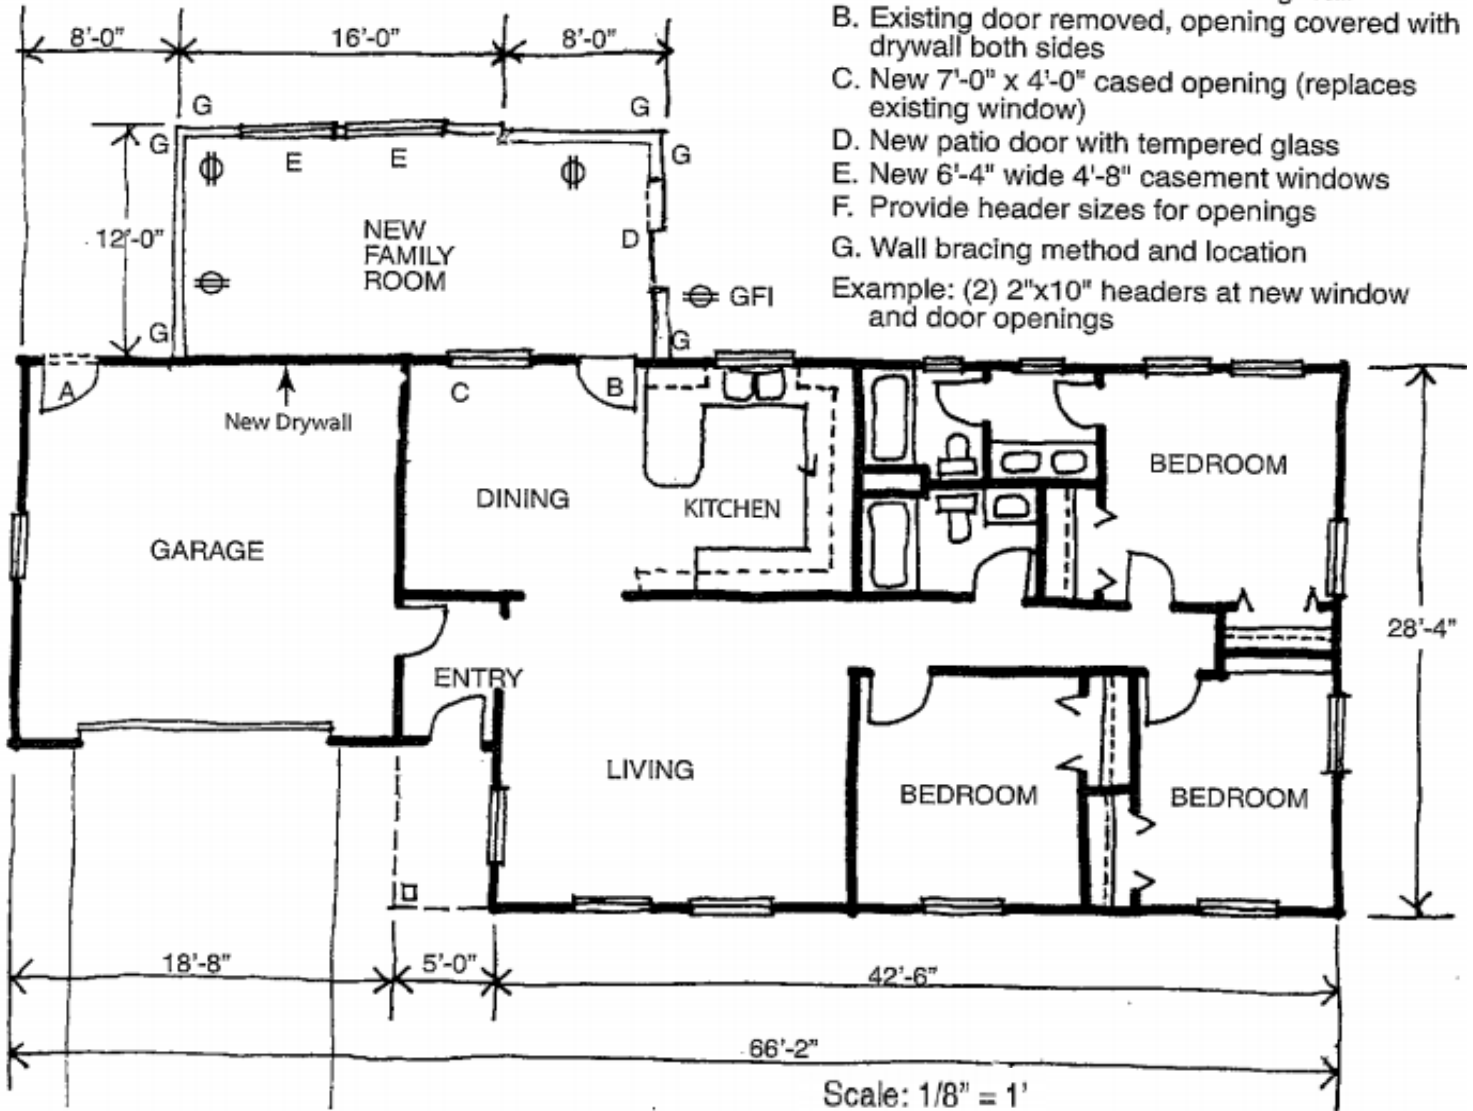 B. Existing door removed, opening covered with
drywall both sides
C. New 7'-0" x 4'-0" cased opening (replaces
existing window)
D. New patio door with tempered glass
E. New 6'-4" wide 4'-8" casement windows
F. Provide header sizes for openings
G. Wall bracing method and location
Example: (2) 2"x10" headers at new window
and door openings
8'-0" 16'-0" 8'-0"
G G
G G
E E
12'-0"
NEW
FAMILY
ROOM
D
GFI
G G
A
New Drywall
C B
DINING
KITCHEN
BEDROOM
GARAGE
28'-4"
ENTRY
LIVING
BEDROOM
BEDROOM
18'-8" 5'-0" 42'-6"
66'-2"
Scale: 1/8" = 1'